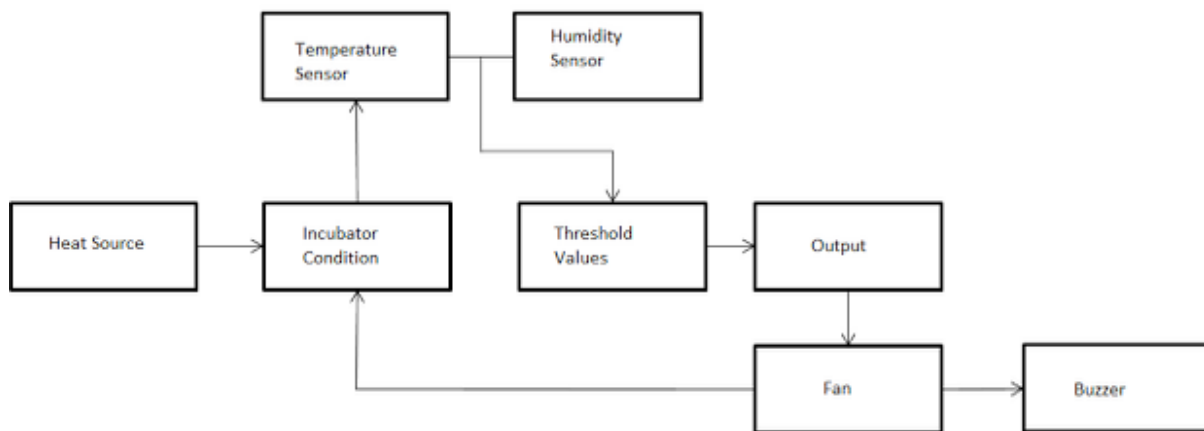 Temperature
Sensor
Humidity
Sensor
Heat Source
Incubator
Condition
Threshold
Values
Output
Fan
Buzzer